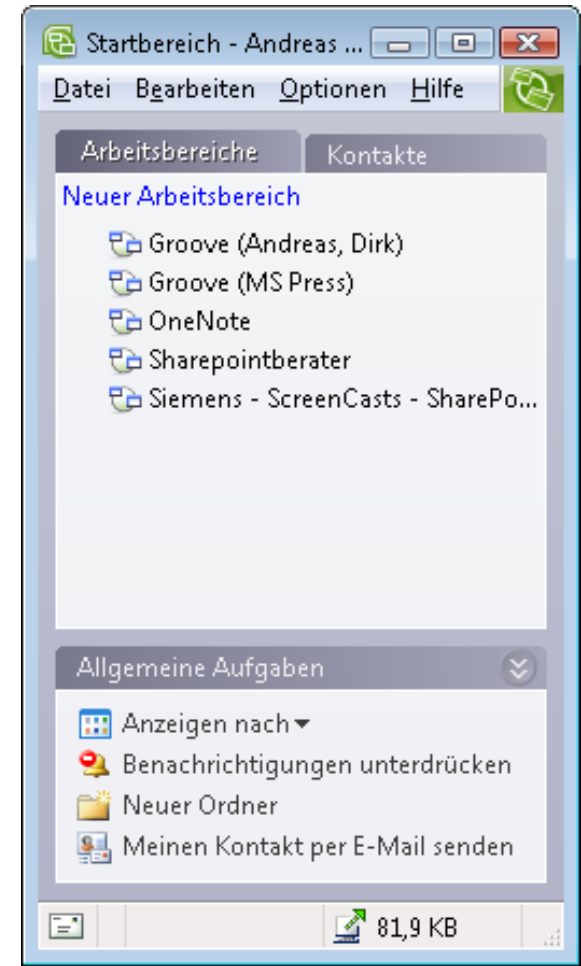 Startbereich - Andreas ...
Datei Bearbeiten Optionen Hilfe
Arbeitsbereiche Kontakte
Neuer Arbeitsbereich
Groove (Andreas, Dirk)
Groove (MS Press)
OneNote
Sharepointberater
Siemens - ScreenCasts - SharePo...
Allgemeine Aufgaben
Anzeigen nach
Benachrichtigungen unterdrücken
Neuer Ordner
Meinen Kontakt per E-Mail senden
81,9 KB